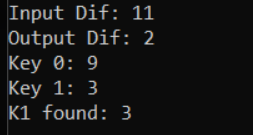 Input Dif: 11
Output Dif: 2
Key 0: 9
Key 1: 3
K1 found: 3